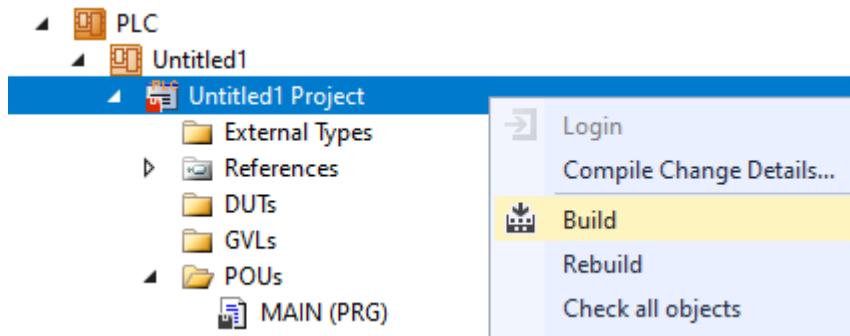 PLC
Untitled1
Untitled1 Project
External Types
References
DUTs
GVLs
POUs
MAIN (PRG)
Login
Compile Change Details...
Build
Rebuild
Check all objects